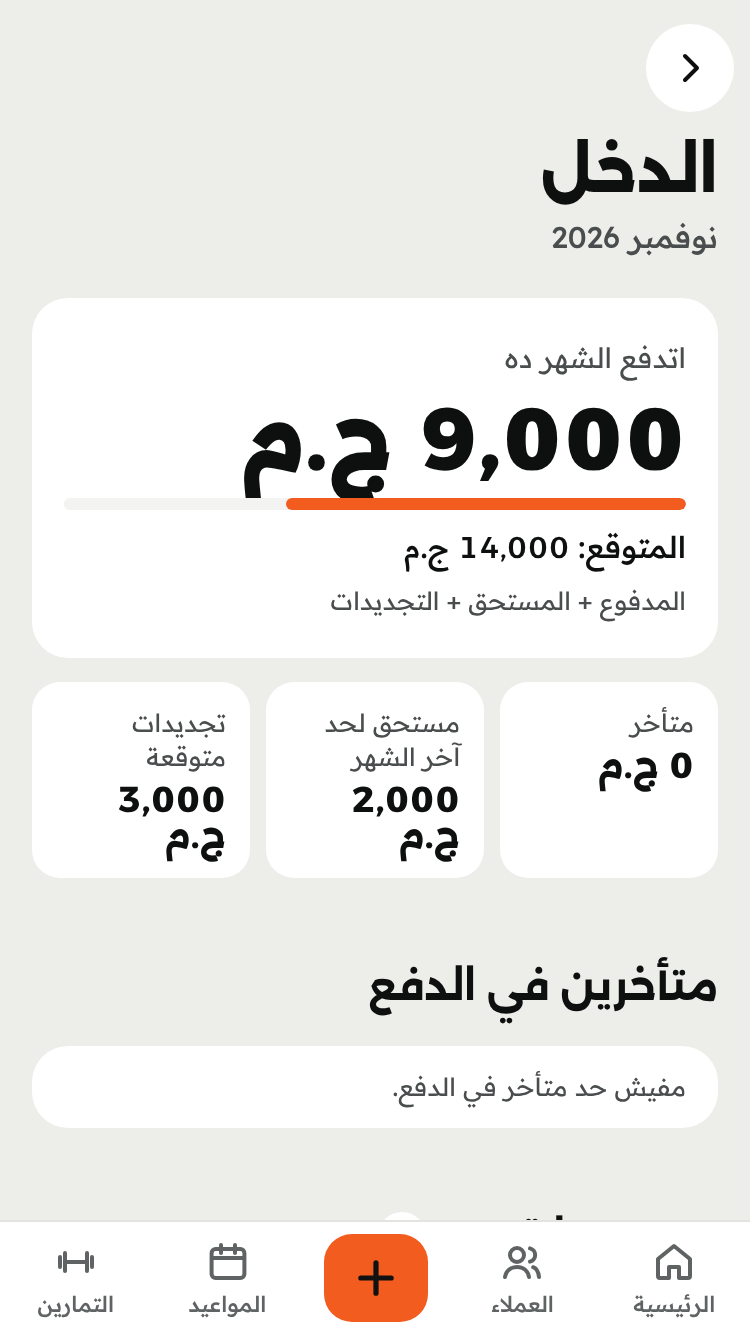 الدخل
نوفمبر 2026
اتدفع الشهر ده
9,000 ج.م
المتوقع: 14,000 ج.م
المدفوع + المستحق + التجديدات
متأخر
0 ج.م
مستحق لحد
آخر الشهر
2,000
ج.م
تجديدات
متوقعة
3,000
ج.م
متأخرين في الدفع
مفيش حد متأخر في الدفع.
الرئيسية
العملاء
المواعيد
التمارين